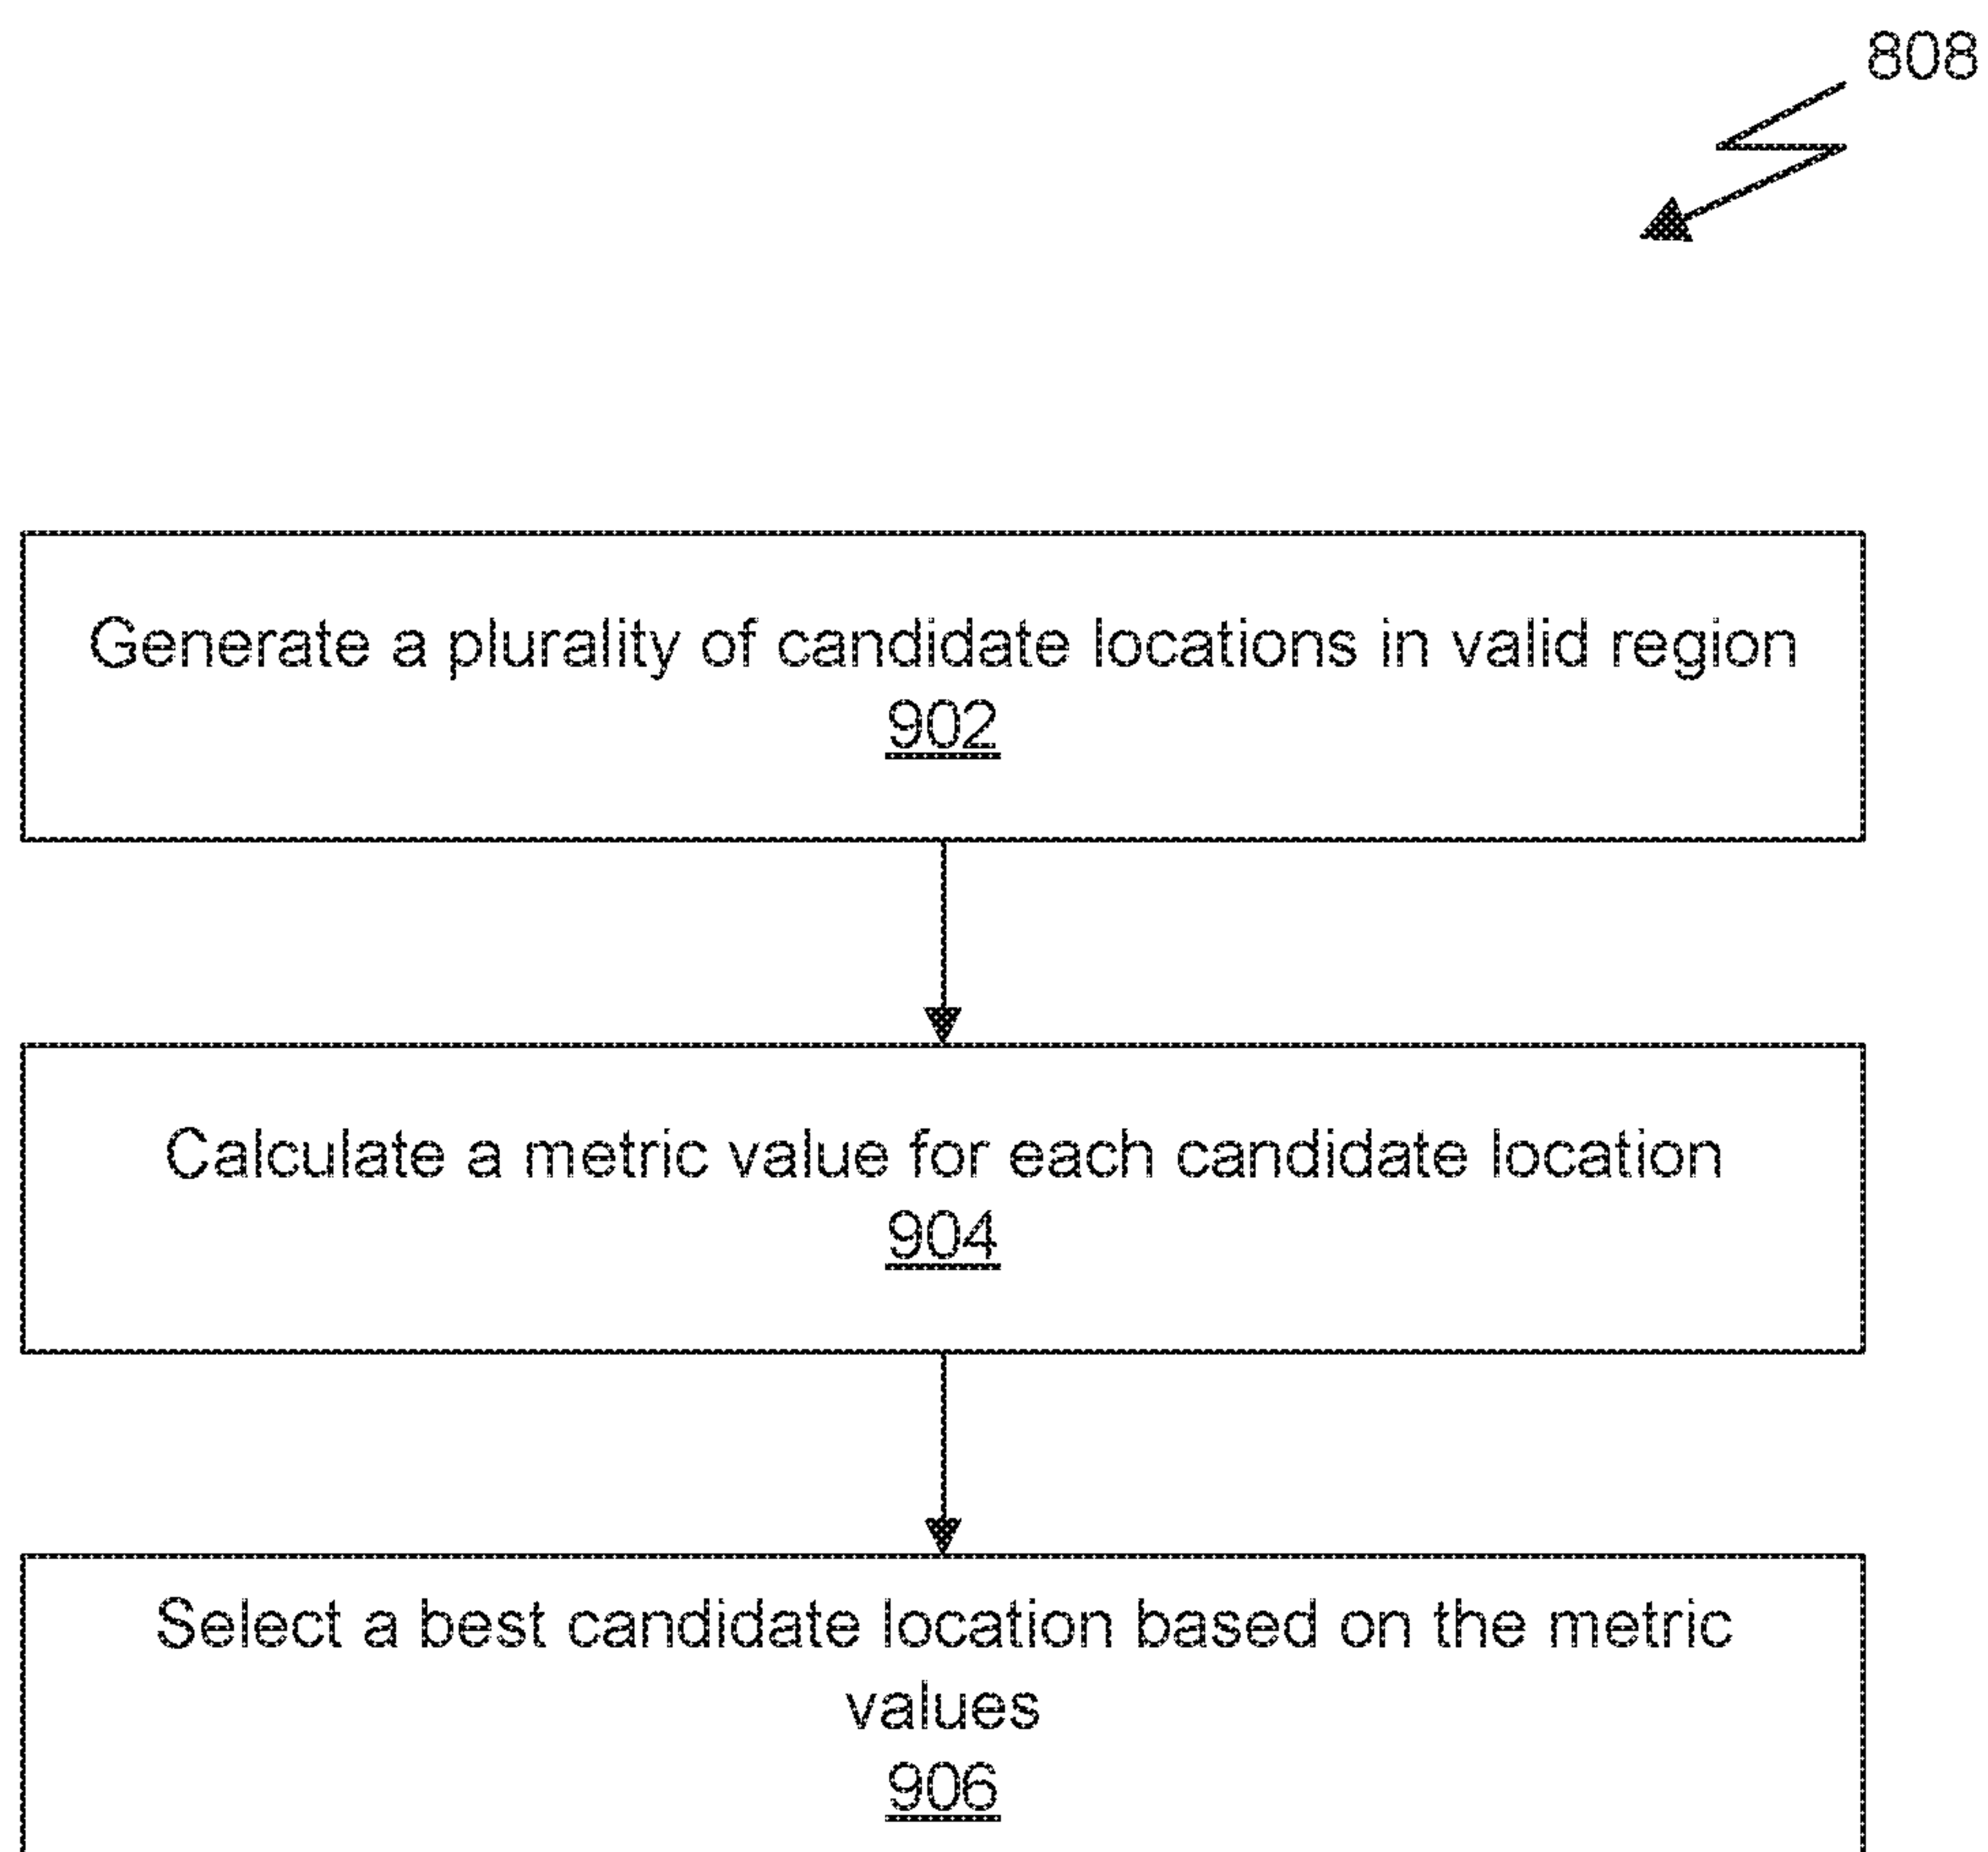 808
Generate a plurality of candidate locations in valid region
902
Calculate a metric value for each candidate location
904
Select a best candidate location based on the metric
values
906